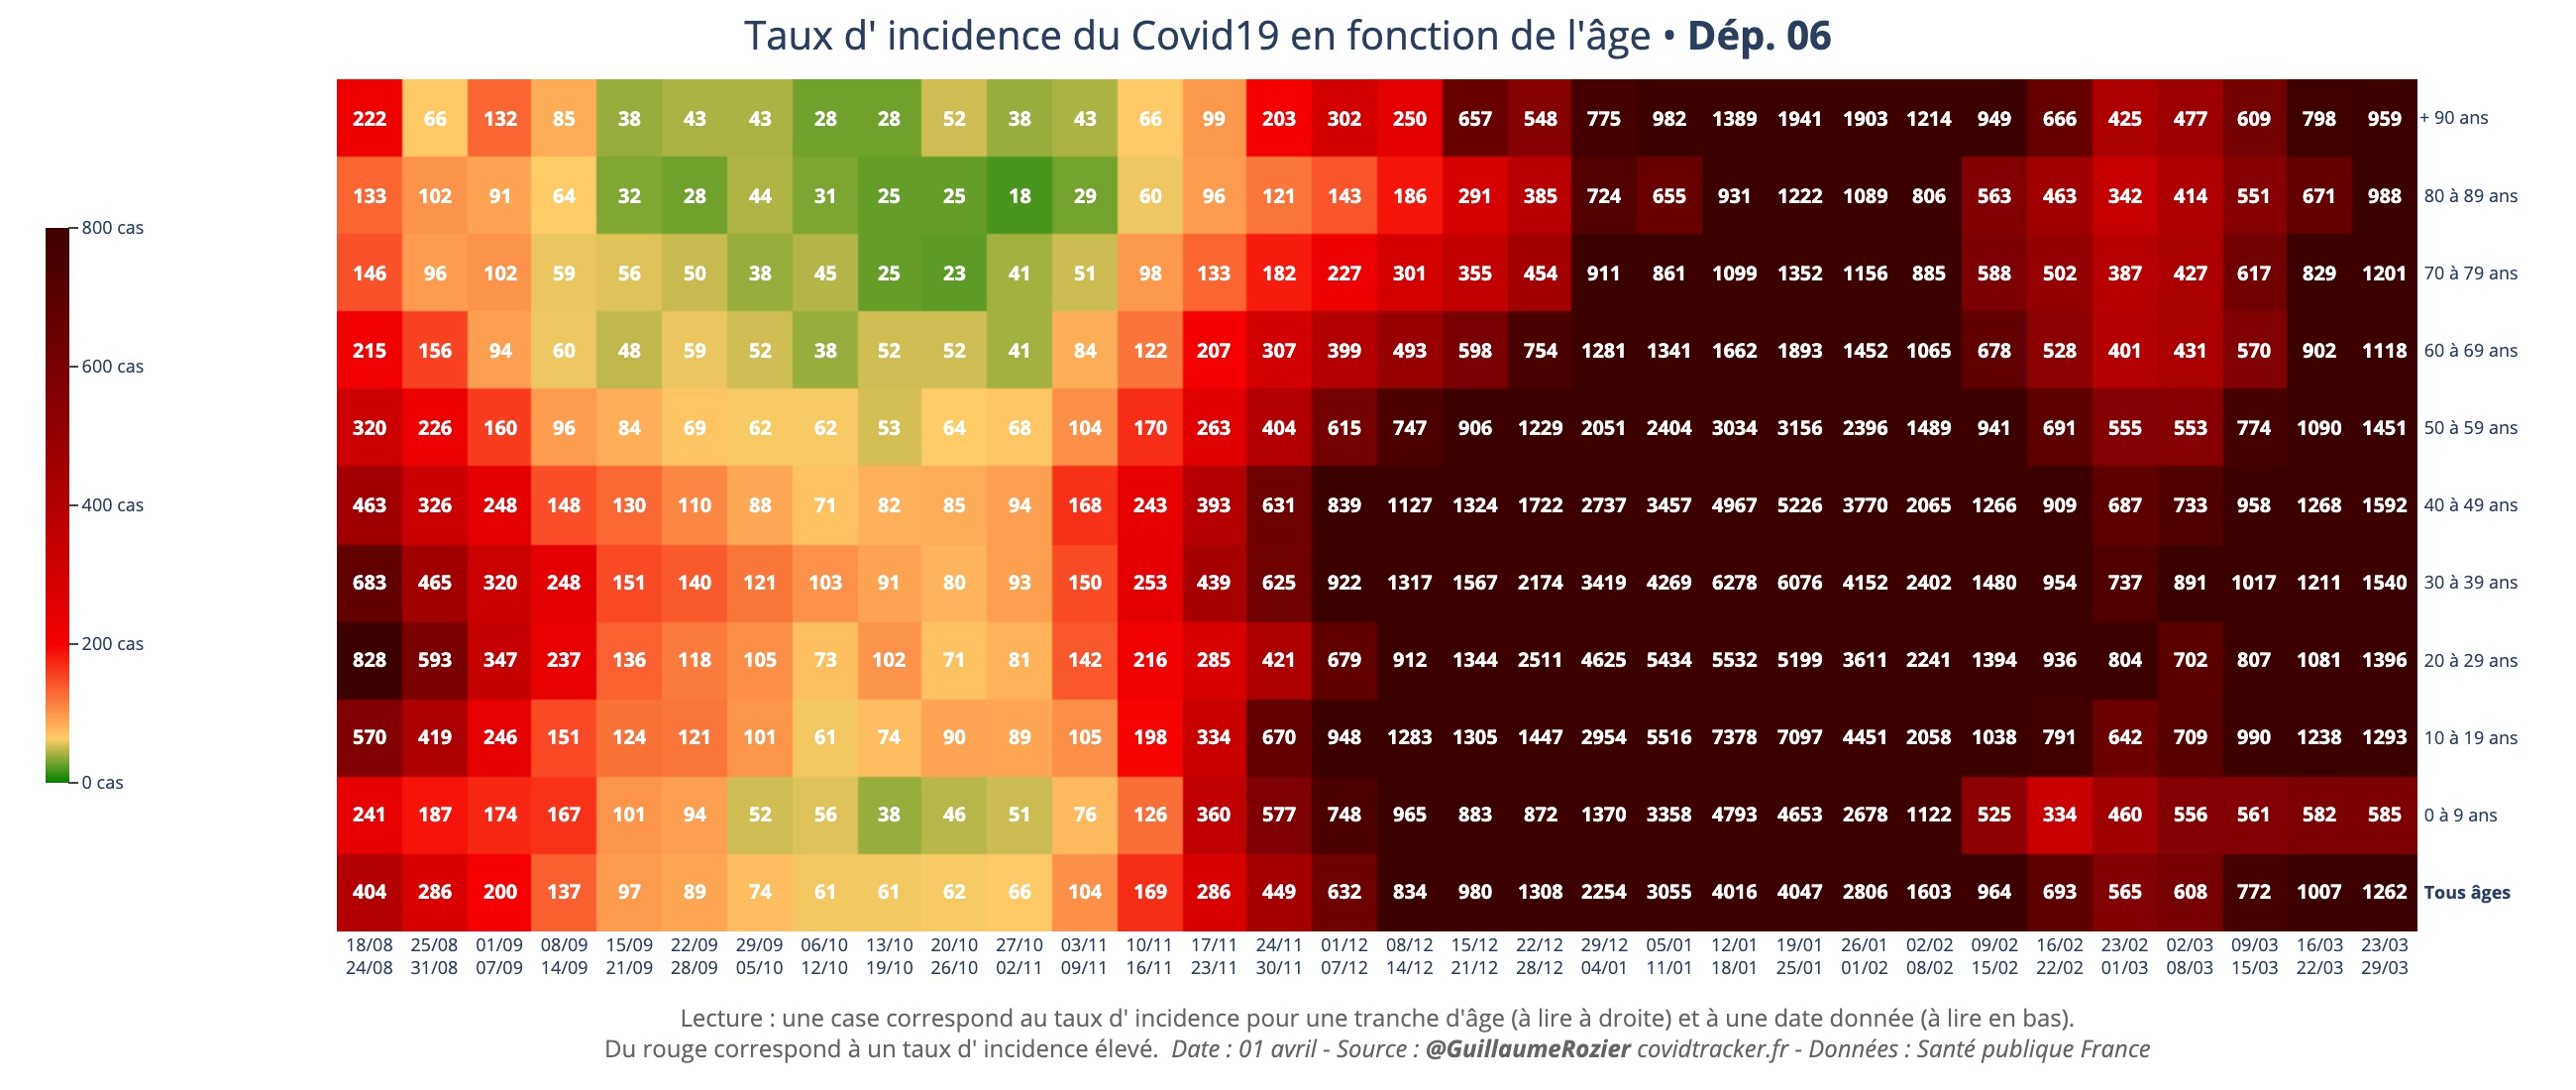 Taux d' incidence du Covid19 en fonction de l'âge • Dép. 06
800 cas
600 cas
400 cas
200 cas
0 cas
222 66 132 85 38 43 43 28 28 52 38 43 66 99 203 302 250 657 548 775 982 1389 1941 1903 1214 949 666 425 477 609 798 959 + 90 ans
133 102 91 64 32 28 44 31 25 25 18 29 60 96 121 143 186 291 385 724 655 931 1222 1089 806 563 463 342 414 551 671 988 80 à 89 ans
146 96 102 59 56 50 38 45 25 23 41 51 98 133 182 227 301 355 454 911 861 1099 1352 1156 885 588 502 387 427 617 829 1201 70 à 79 ans
215 156 94 60 48 59 52 38 52 52 41 84 122 207 307 399 493 598 754 1281 1341 1662 1893 1452 1065 678 528 401 431 570 902 1118 60 à 69 ans
320 226 160 96 84 69 62 62 53 64 68 104 170 263 404 615 747 906 1229 2051 2404 3034 3156 2396 1489 941 691 555 553 774 1090 1451 50 à 59 ans
463 326 248 148 130 110 88 71 82 85 94 168 243 393 631 839 1127 1324 1722 2737 3457 4967 5226 3770 2065 1266 909 687 733 958 1268 1592 40 à 49 ans
683 465 320 248 151 140 121 103 91 80 93 150 253 439 625 922 1317 1567 2174 3419 4269 6278 6076 4152 2402 1480 954 737 891 1017 1211 1540 30 à 39 ans
828 593 347 237 136 118 105 73 102 71 81 142 216 285 421 679 912 1344 2511 4625 5434 5532 5199 3611 2241 1394 936 804 702 807 1081 1396 20 à 29 ans
570 419 246 151 124 121 101 61 74 90 89 105 198 334 670 948 1283 1305 1447 2954 5516 7378 7097 4451 2058 1038 791 642 709 990 1238 1293 10 à 19 ans
241 187 174 167 101 94 52 56 38 46 51 76 126 360 577 748 965 883 872 1370 3358 4793 4653 2678 1122 525 334 460 556 561 582 585 0 à 9 ans
404 286 200 137 97 89 74 61 61 62 66 104 169 286 449 632 834 980 1308 2254 3055 4016 4047 2806 1603 964 693 565 608 772 1007 1262 Tous âges
18/08 25/08 01/09 08/09 15/09 22/09 29/09 06/10 13/10 20/10 27/10 03/11 10/11 17/11 24/11 01/12 08/12 15/12 22/12 29/12 05/01 12/01 19/01 26/01 02/02 09/02 16/02 23/02 02/03 09/03 16/03 23/03
24/08 31/08 07/09 14/09 21/09 28/09 05/10 12/10 19/10 26/10 02/11 09/11 16/11 23/11 30/11 07/12 14/12 21/12 28/12 04/01 11/01 18/01 25/01 01/02 08/02 15/02 22/02 01/03 08/03 15/03 22/03 29/03
Lecture : une case correspond au taux d' incidence pour une tranche d'âge (à lire à droite) et à une date donnée (à lire en bas).
Du rouge correspond à un taux d' incidence élevé. Date : 01 avril - Source : @GuillaumeRozier covidtracker.fr - Données : Santé publique France